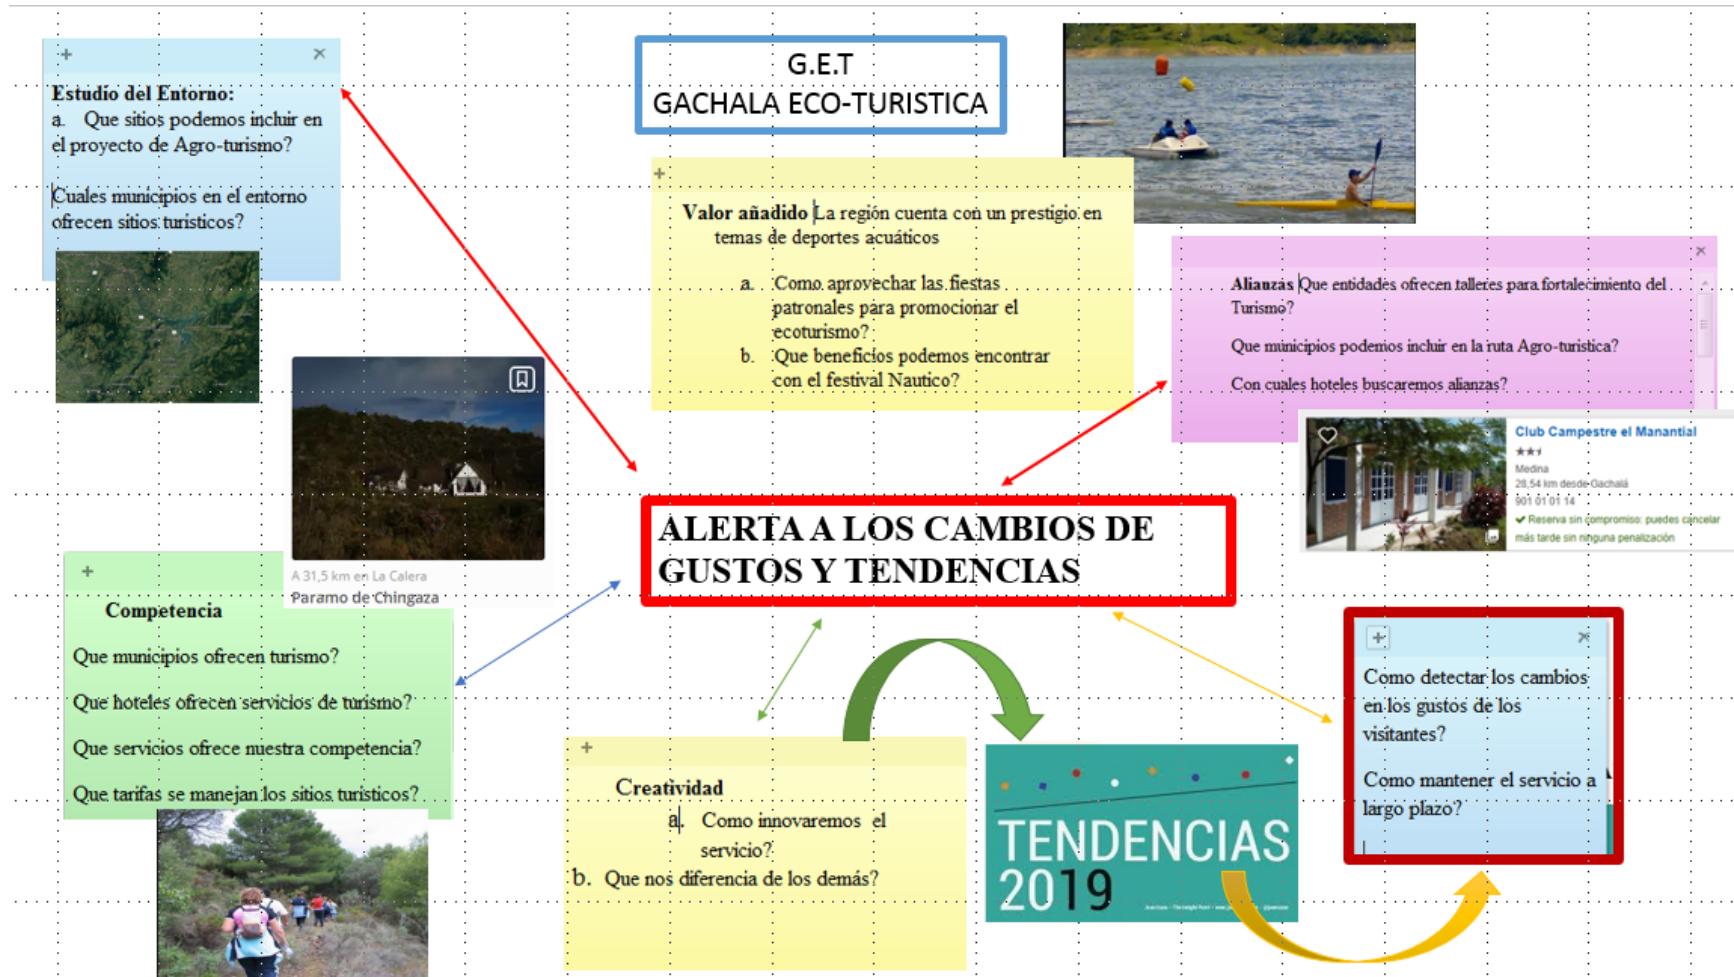 G.E.T
GACHALA ECO-TURISTICA
Estudio del Entorno:
a. Que sitios podemos incluir en
el proyecto de Agro-turismo?
Cuales municipios en el entorno
ofrecen sitios turisticos?
Valor añadido La región cuenta con un prestigio en
temas de deportes acuáticos
a. Como aprovechar las fiestas
patronales para promocionar el
ecoturismo?
b. Que beneficios podemos encontrar
con el festival Nautico?
Alianzas Que entidades ofrecen talleres para fortalecimiento del
Turismo?
Que municipios podemos incluir en la ruta Agro-turistica?
Con cuales hoteles buscaremos alianzas?
Club Campestre el Manantial
Medina
28,54 km desde Gachalá
901 01 01 14
Reserva sin compromiso: puedes cancelar
más tarde sin ninguna penalización
A 31,5 km en La Calera
Paramo de Chingaza
ALERTA A LOS CAMBIOS DE
GUSTOS Y TENDENCIAS
Competencia
Que municipios ofrecen turismo?
Que hoteles ofrecen servicios de turismo?
Que servicios ofrece nuestra competencia?
Que tarifas se manejan los sitios turisticos?
Creatividad
a. Como innovaremos el
servicio?
b. Que nos diferencia de los demás?
TENDENCIAS
2019
Como detectar los cambios
en los gustos de los
visitantes?
Como mantener el servicio a
largo plazo?